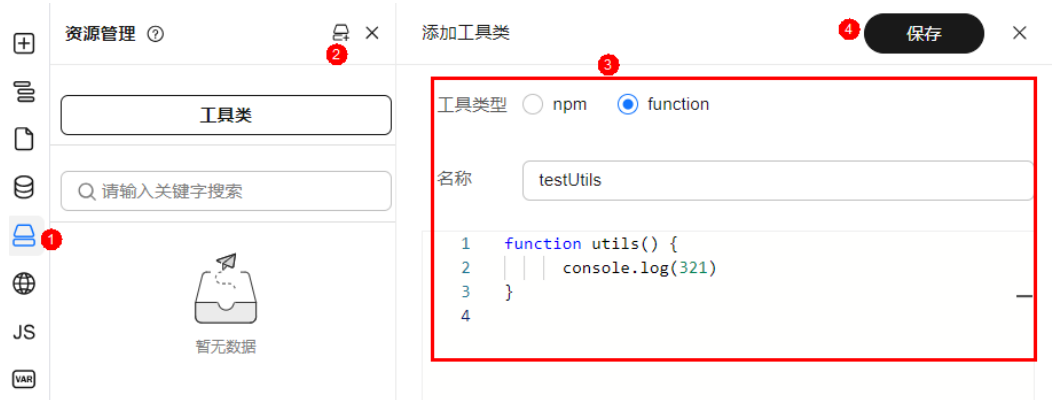 资源管理
2
工具类
请输入关键字搜索
1
暂无数据
JS
VAR
添加工具类
4
保存
3
工具类型 npm function
名称 testUtils
1 function utils() {
2 console.log(321)
3 }
4